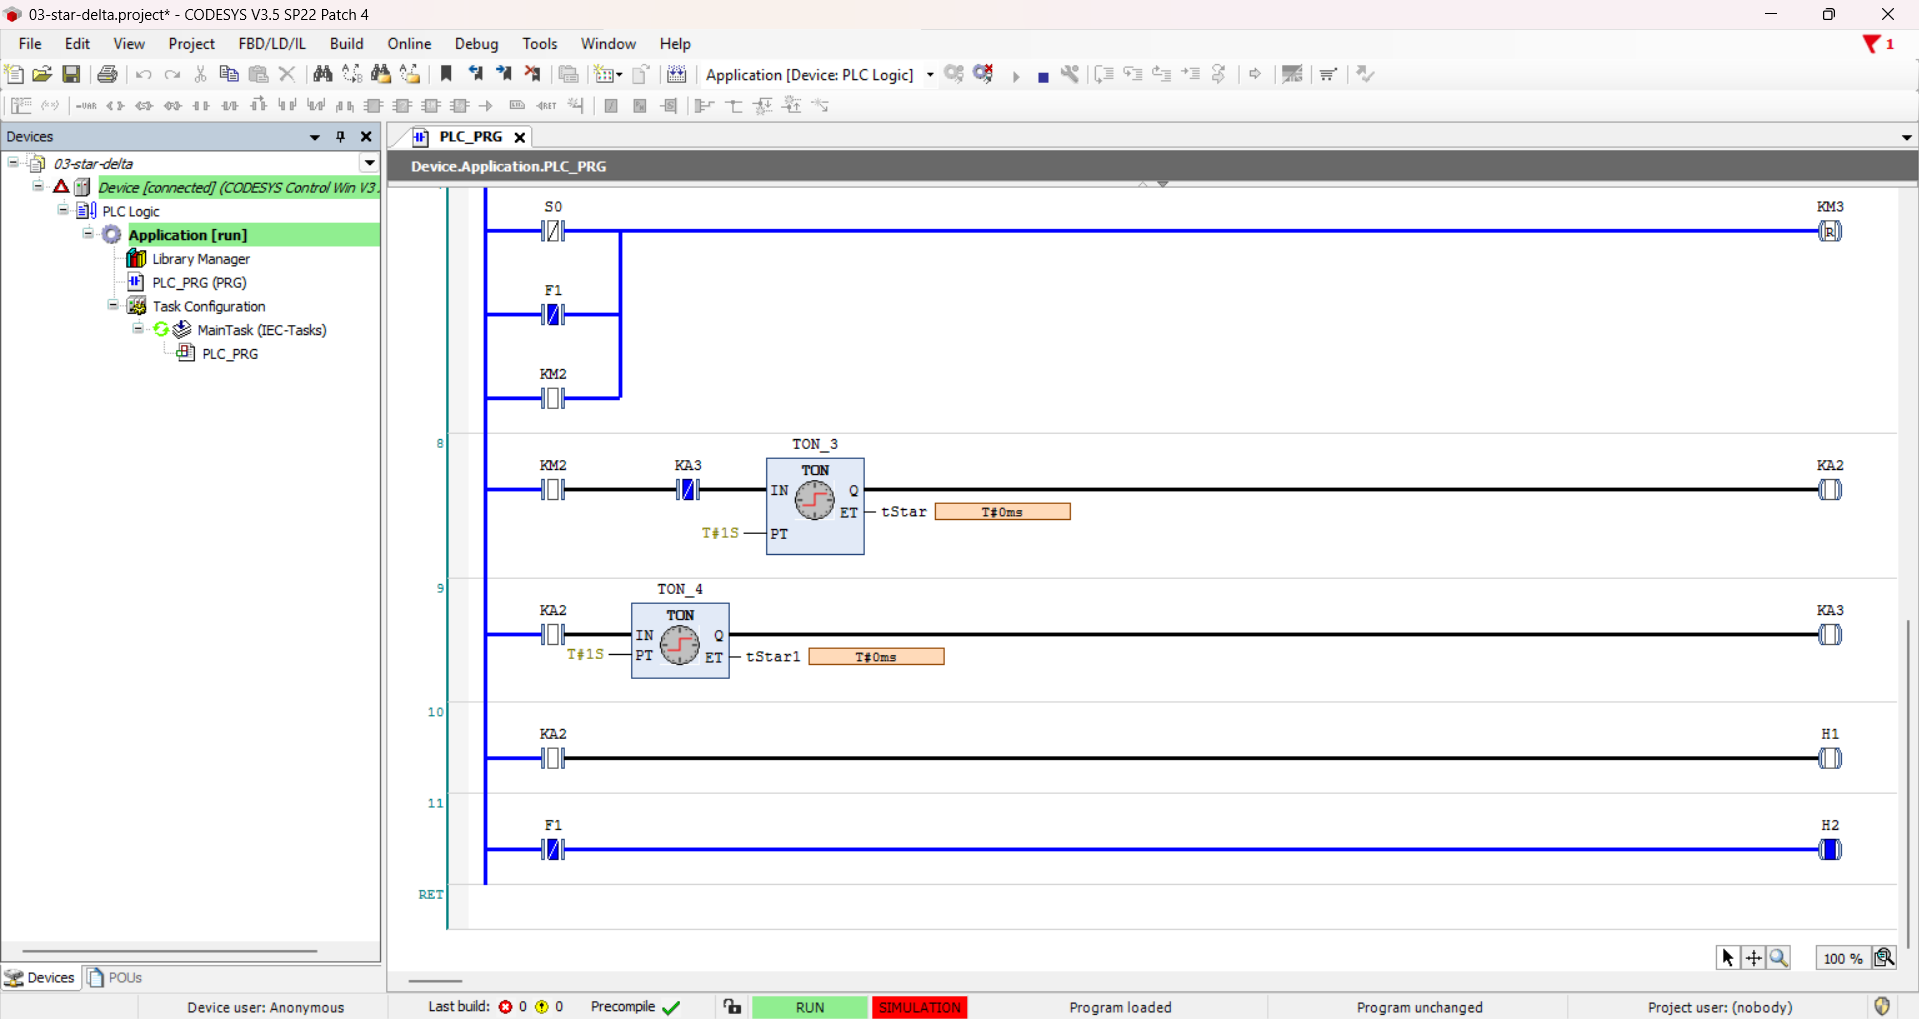 03-star-delta.project* - CODESYS V3.5 SP22 Patch 4
File Edit View Project FBD/LD/IL Build Online Debug Tools Window Help
1
Application [Device: PLC Logic]
Devices
PLC_PRG
03-star-delta
Device.Application.PLC_PRG
Device [connected] (CODESYS Control Win V3.
PLC Logic
Application [run]
Library Manager
PLC_PRG (PRG)
Task Configuration
MainTask (IEC-Tasks)
PLC_PRG
S0 KM3
R
F1
KM2
8
TON_3
KM2 KA3 TON KA2
IN Q
ET tStar T#0ms
T#1S PT
9
TON_4
KA2 TON KA3
IN Q
T#1S PT ET tStar1 T#0ms
10
KA2 H1
11
F1 H2
RET
100 %
Devices POUs
Device user: Anonymous Last build: 0 0 Precompile RUN SIMULATION Program loaded Program unchanged Project user: (nobody)